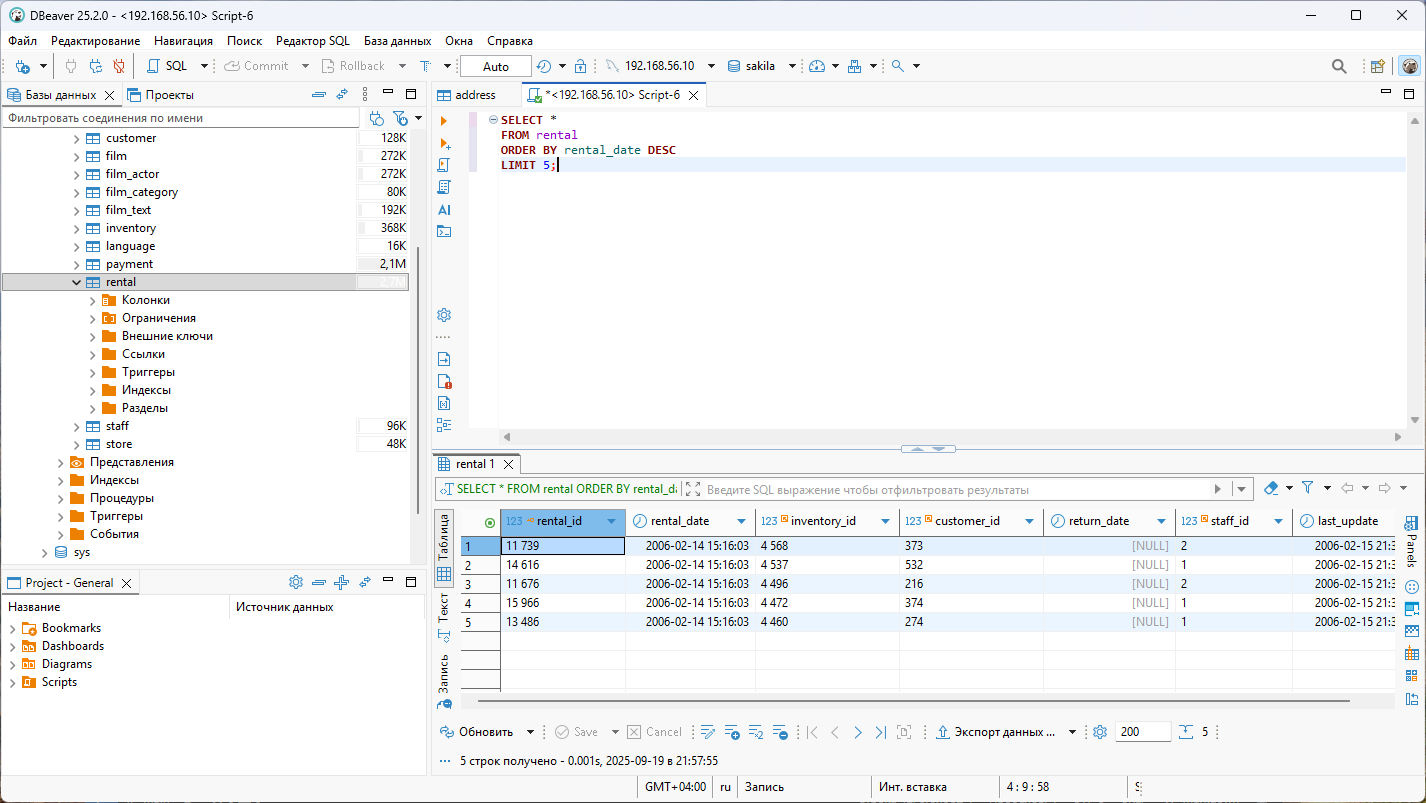 DBeaver 25.2.0 - <192.168.56.10> Script-6
Файл Редактирование Навигация Поиск Редактор SQL База данных Окна Справка
SQL Commit Rollback T Auto 192.168.56.10 sakila
Базы данных Проекты
Фильтровать соединения по имени
customer 128K
film 272K
film_actor 272K
film_category 80K
film_text 192K
inventory 368K
language 16K
payment 2,1M
rental 2,7M
Колонки
Ограничения
Внешние ключи
Ссылки
Триггеры
Индексы
Разделы
staff 96K
store 48K
Представления
Индексы
Процедуры
Триггеры
События
sys
Project - General
Название Источник данных
Bookmarks
Dashboards
Diagrams
Scripts
address *<192.168.56.10> Script-6
SELECT *
FROM rental
ORDER BY rental_date DESC
LIMIT 5;
AI
rental 1
SELECT * FROM rental ORDER BY rental_da Введите SQL выражение чтобы отфильтровать результаты
Таблица
Текст
Запись
123 rental_id rental_date 123 inventory_id 123 customer_id return_date 123 staff_id last_update
1 11 739 2006-02-14 15:16:03 4 568 373 [NULL] 2 2006-02-15 21:3
2 14 616 2006-02-14 15:16:03 4 537 532 [NULL] 1 2006-02-15 21:3
3 11 676 2006-02-14 15:16:03 4 496 216 [NULL] 2 2006-02-15 21:3
4 15 966 2006-02-14 15:16:03 4 472 374 [NULL] 1 2006-02-15 21:3
5 13 486 2006-02-14 15:16:03 4 460 274 [NULL] 1 2006-02-15 21:3
Panels
Обновить Save Cancel Экспорт данных ... 200 5
5 строк получено - 0.001s, 2025-09-19 в 21:57:55
GMT+04:00 ru Запись Инт. вставка 4 : 9 : 58